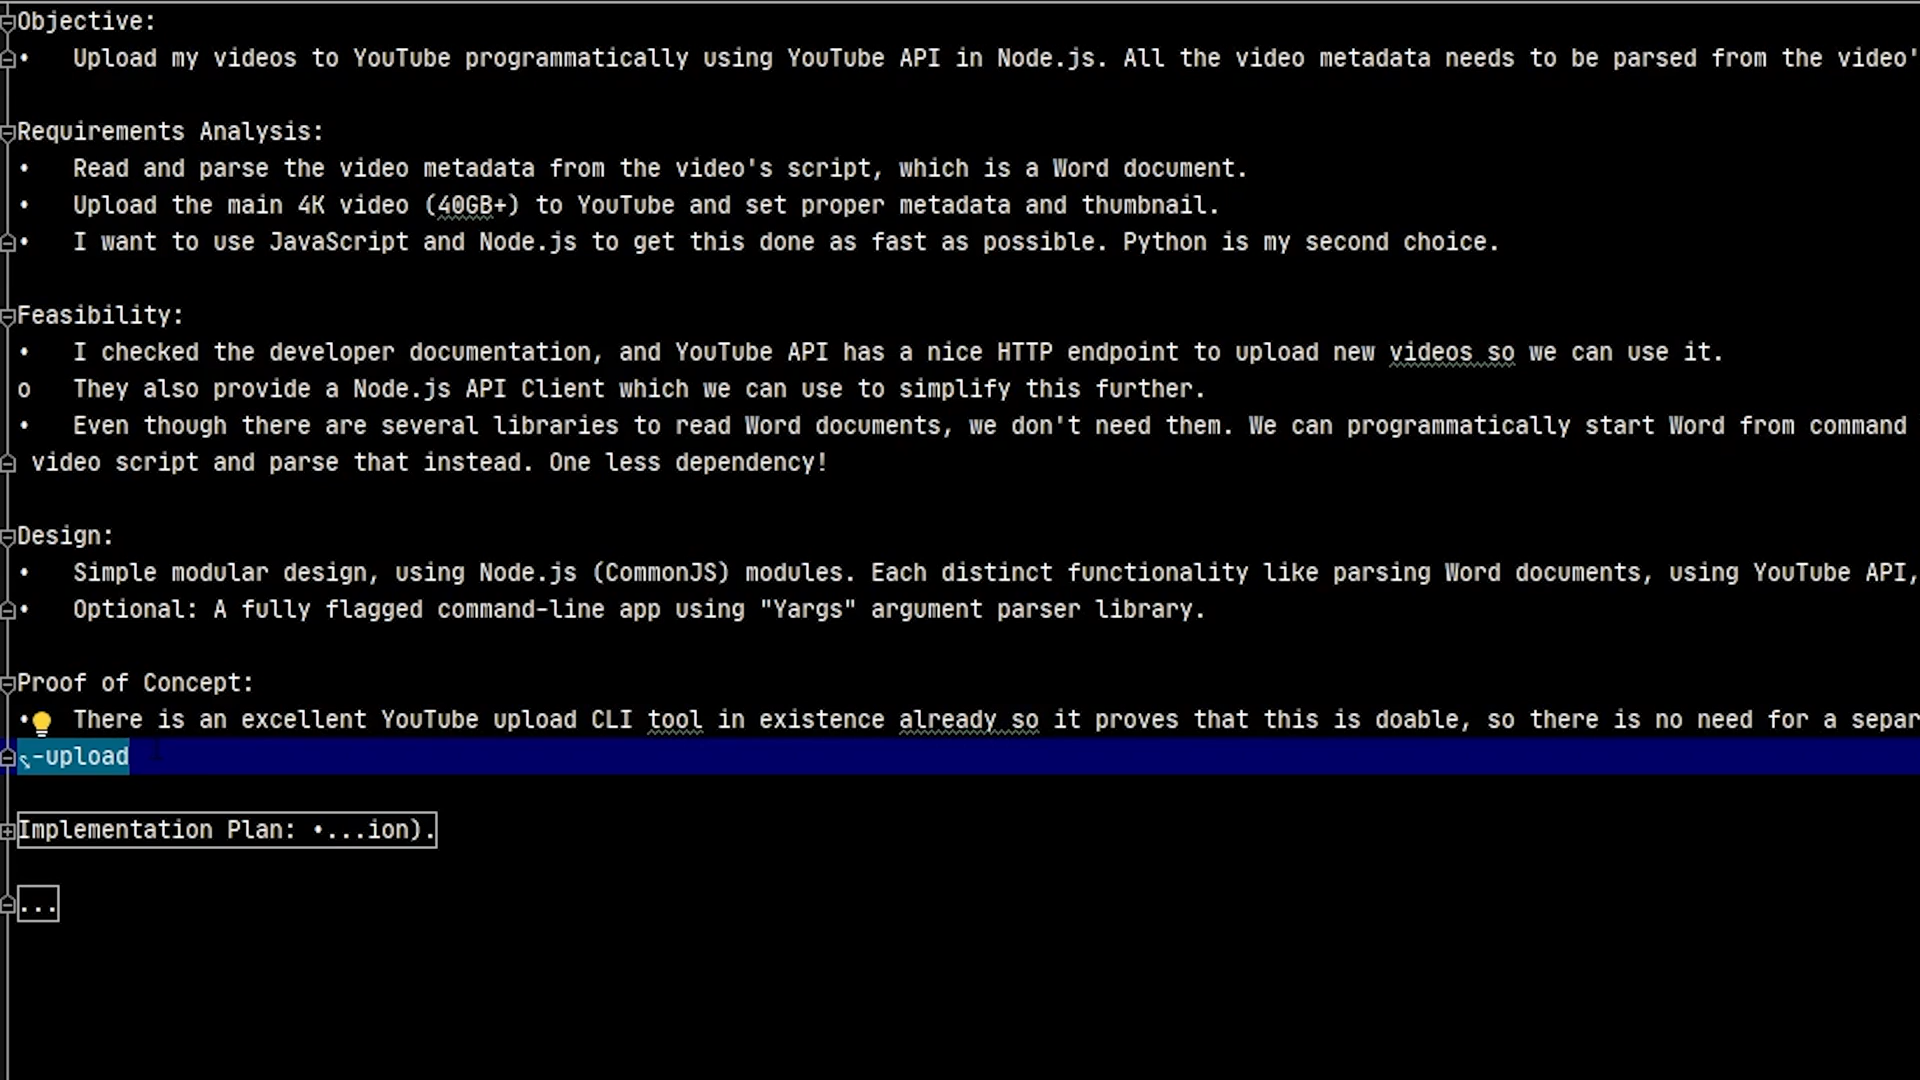 Objective:
• Upload my videos to YouTube programmatically using YouTube API in Node.js. All the video metadata needs to be parsed from the video'
Requirements Analysis:
• Read and parse the video metadata from the video's script, which is a Word document.
• Upload the main 4K video (40GB+) to YouTube and set proper metadata and thumbnail.
• I want to use JavaScript and Node.js to get this done as fast as possible. Python is my second choice.
Feasibility:
• I checked the developer documentation, and YouTube API has a nice HTTP endpoint to upload new videos so we can use it.
o They also provide a Node.js API Client which we can use to simplify this further.
• Even though there are several libraries to read Word documents, we don't need them. We can programmatically start Word from command
video script and parse that instead. One less dependency!
Design:
• Simple modular design, using Node.js (CommonJS) modules. Each distinct functionality like parsing Word documents, using YouTube API,
• Optional: A fully flagged command-line app using "Yargs" argument parser library.
Proof of Concept:
• There is an excellent YouTube upload CLI tool in existence already so it proves that this is doable, so there is no need for a separ
-upload
Implementation Plan: •...ion).
...